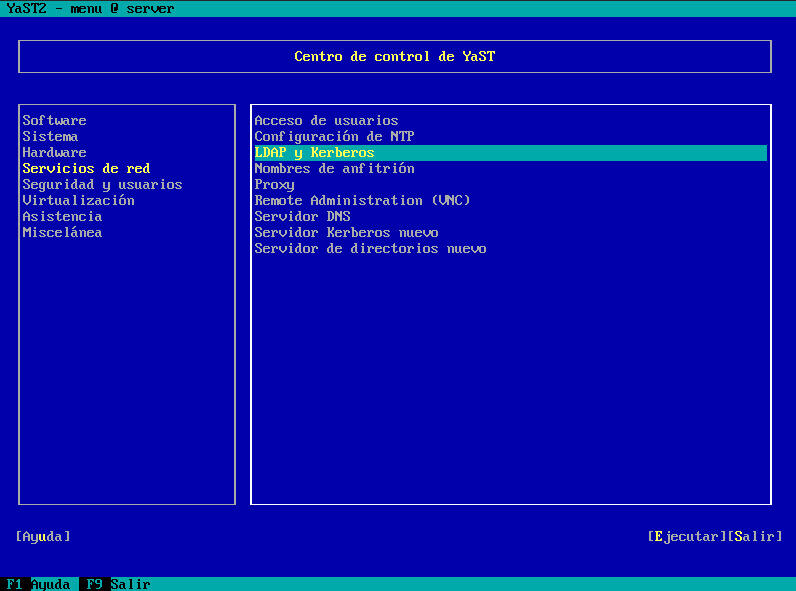 YaST2 - menu @ server
Centro de control de YaST
Software
Sistema
Hardware
Servicios de red
Seguridad y usuarios
Virtualización
Asistencia
Miscelánea
Acceso de usuarios
Configuración de NTP
LDAP y Kerberos
Nombres de anfitrión
Proxy
Remote Administration (VNC)
Servidor DNS
Servidor Kerberos nuevo
Servidor de directorios nuevo
[Ayuda] [Ejecutar][Salir]
F1 Ayuda F9 Salir